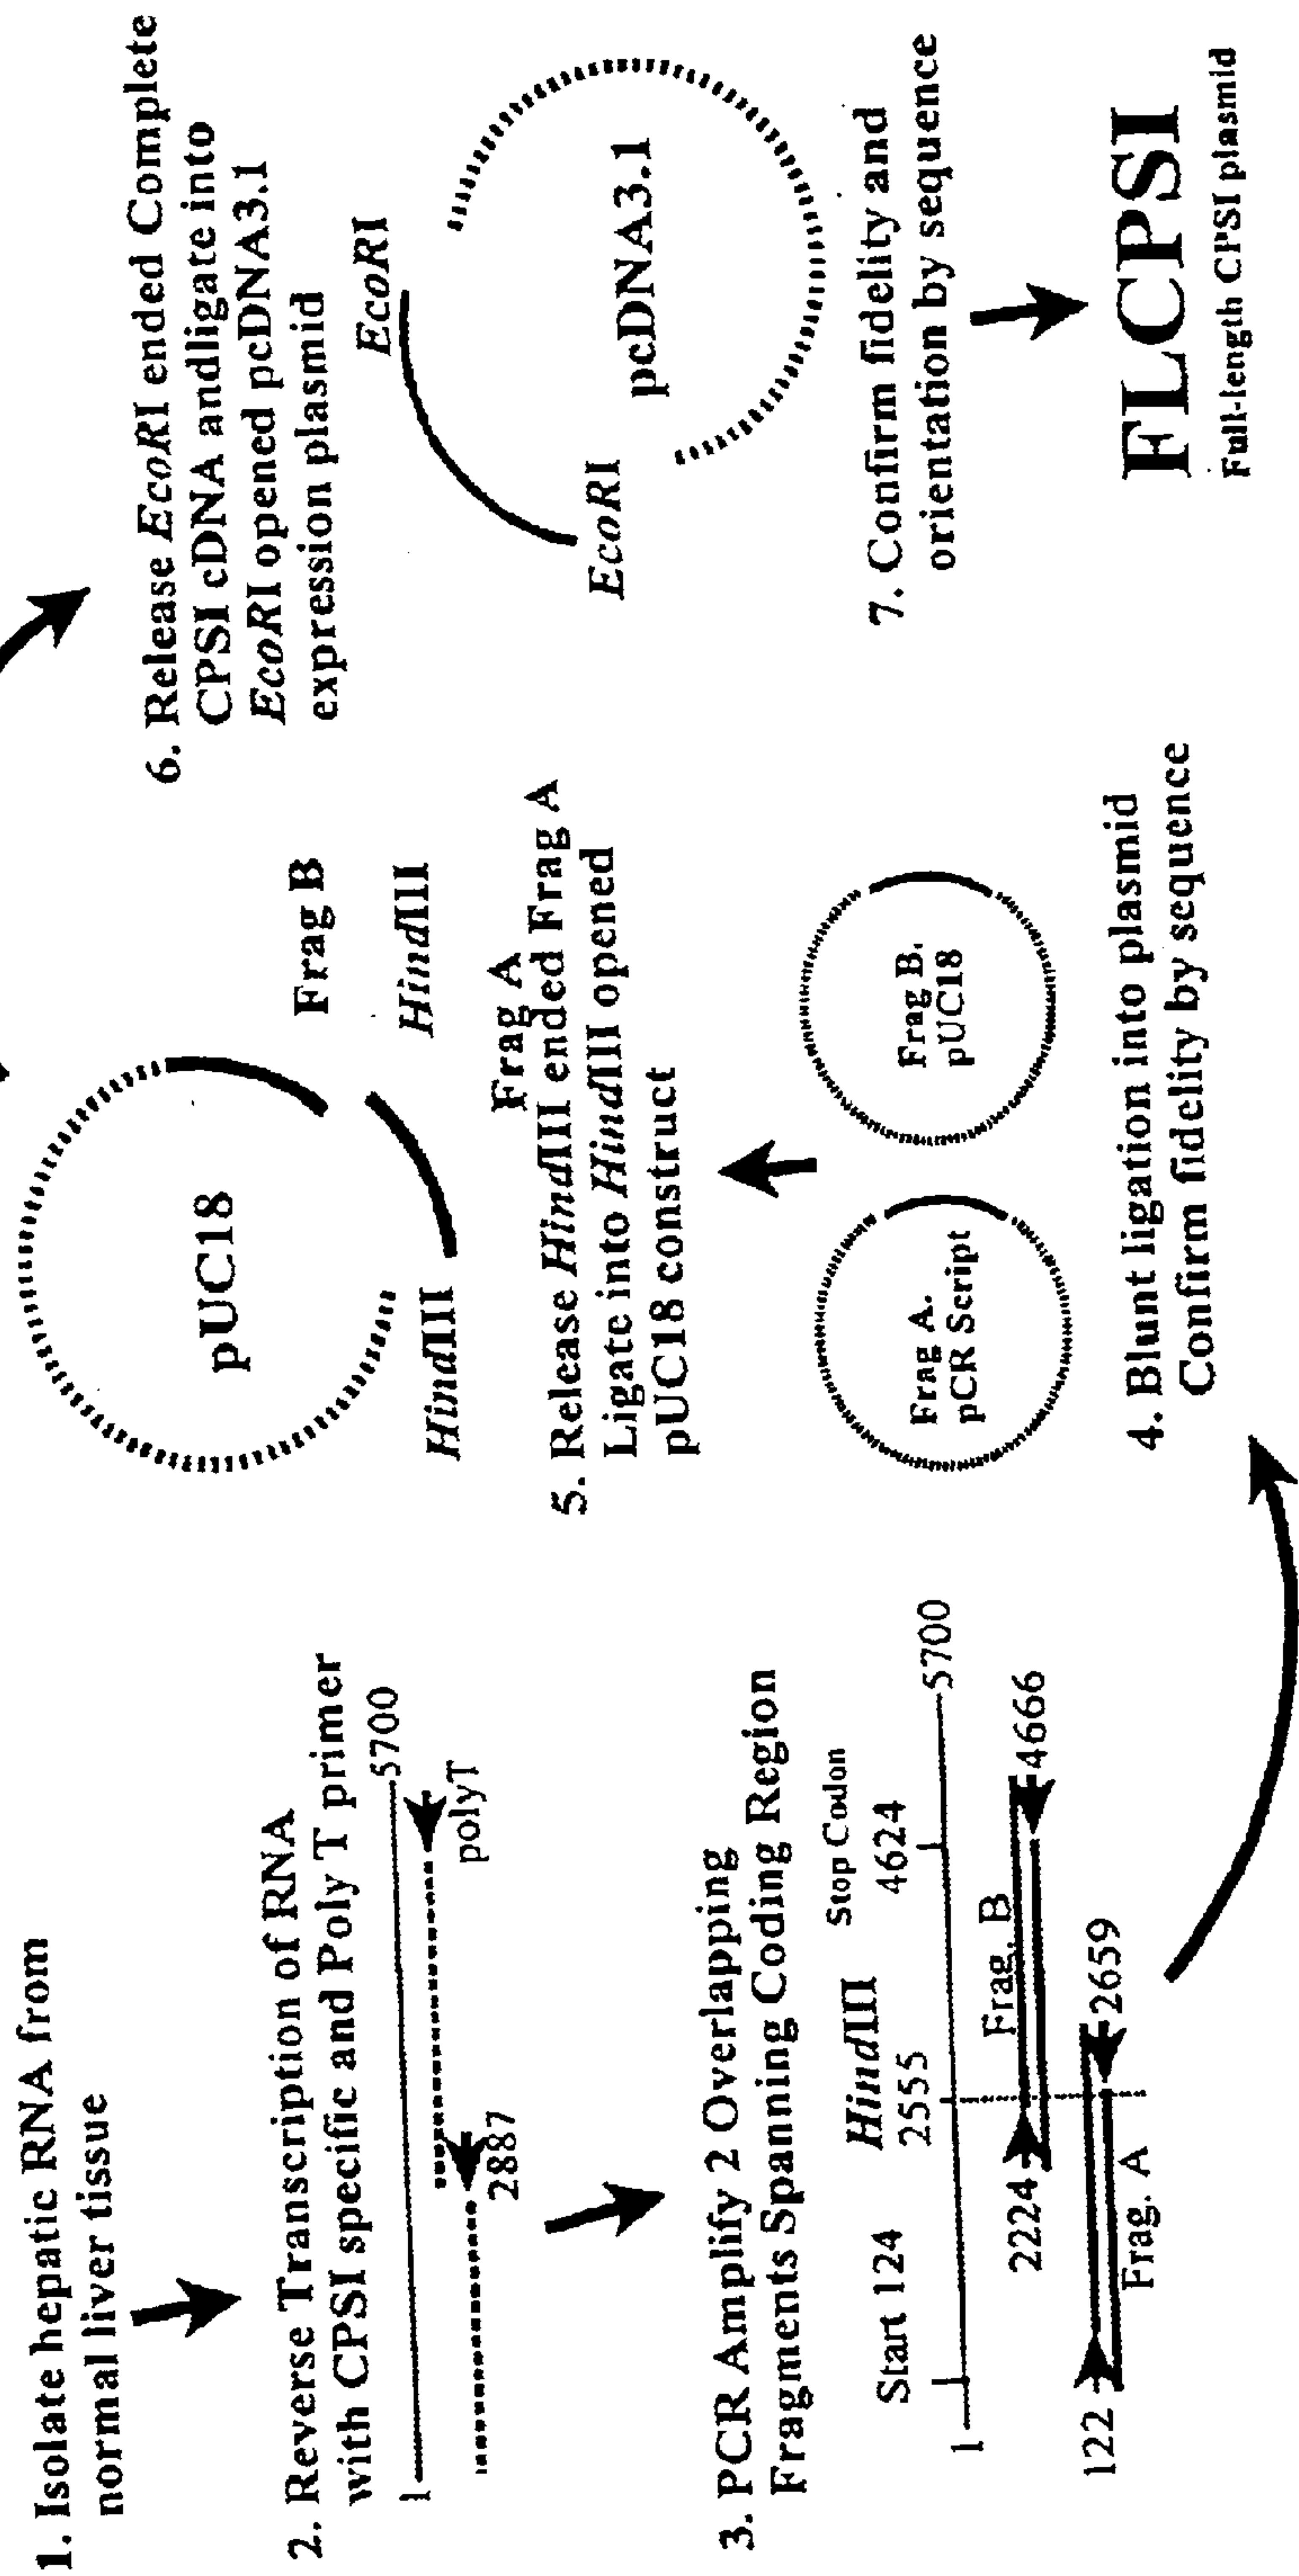 1. Isolate hepatic RNA from
normal liver tissue
2. Reverse Transcription of RNA
with CPSI specific and Poly T primer
1
5700
polyT
2887
3. PCR Amplify 2 Overlapping
Fragments Spanning Coding Region
Start 124
HindIII
2555
Stop Codon
4624
1
5700
2224
Frag. B
4666
122
Frag. A
2659
4. Blunt ligation into plasmid
Confirm fidelity by sequence
Frag A.
pCR Script
Frag B.
pUC18
5. Release HindIII ended Frag A
Ligate into HindIII opened
pUC18 construct
pUC18
Frag B
HindIII
HindIII
Frag A
6. Release EcoRI ended Complete
CPSI cDNA andligate into
EcoRI opened pcDNA3.1
expression plasmid
EcoRI
EcoRI
pcDNA3.1
7. Confirm fidelity and
orientation by sequence
FLCPSI
Full-length CPSI plasmid